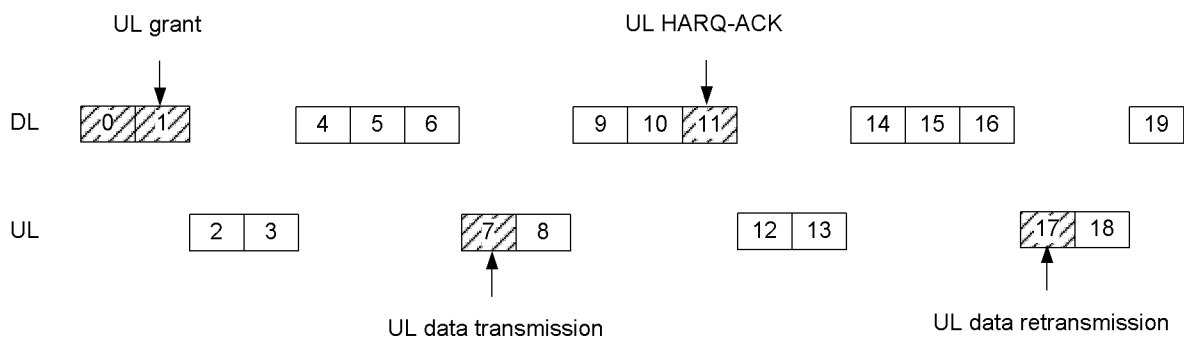 UL grant UL HARQ-ACK
DL 0 1 4 5 6 9 10 11 14 15 16 19
UL 2 3 7 8 12 13 17 18
UL data transmission UL data retransmission